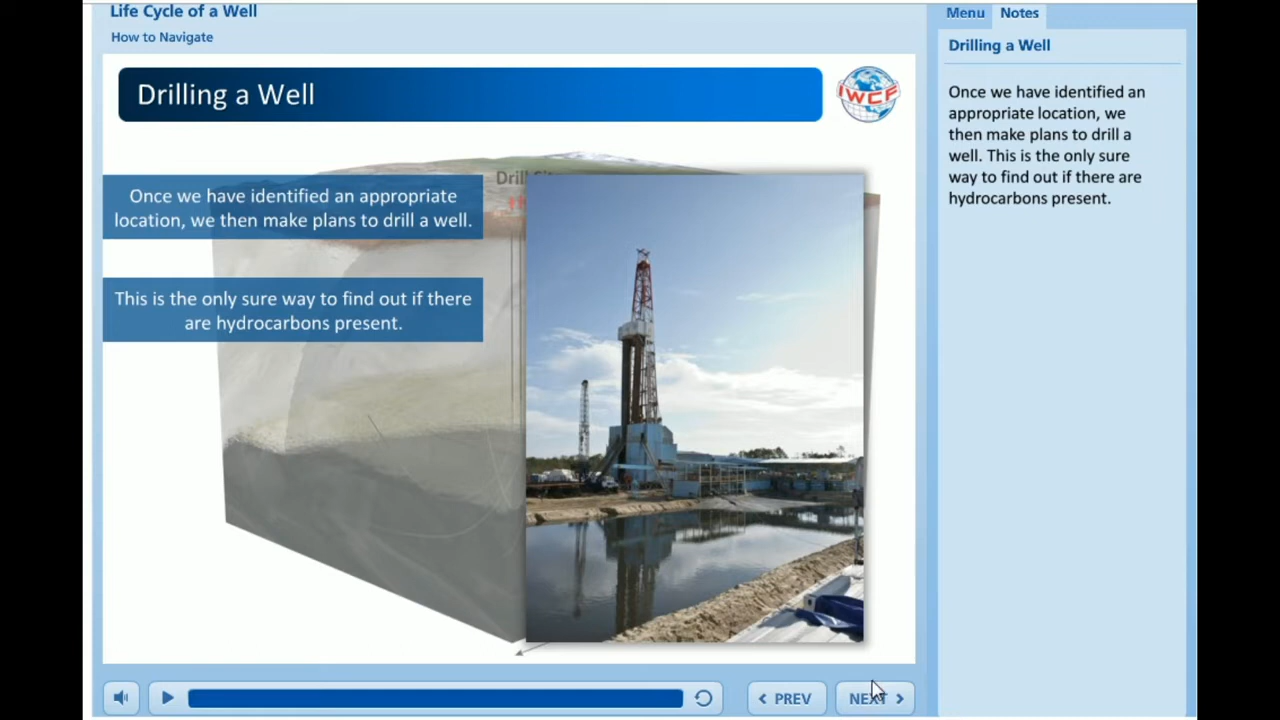 Life Cycle of a Well
How to Navigate
Menu
Notes
Drilling a Well
IWCF
Drill
Once we have identified an appropriate
location, we then make plans to drill a well.
This is the only sure way to find out if there
are hydrocarbons present.
Drilling a Well
Once we have identified an
appropriate location, we
then make plans to drill a
well. This is the only sure
way to find out if there are
hydrocarbons present.
PREV
NEXT